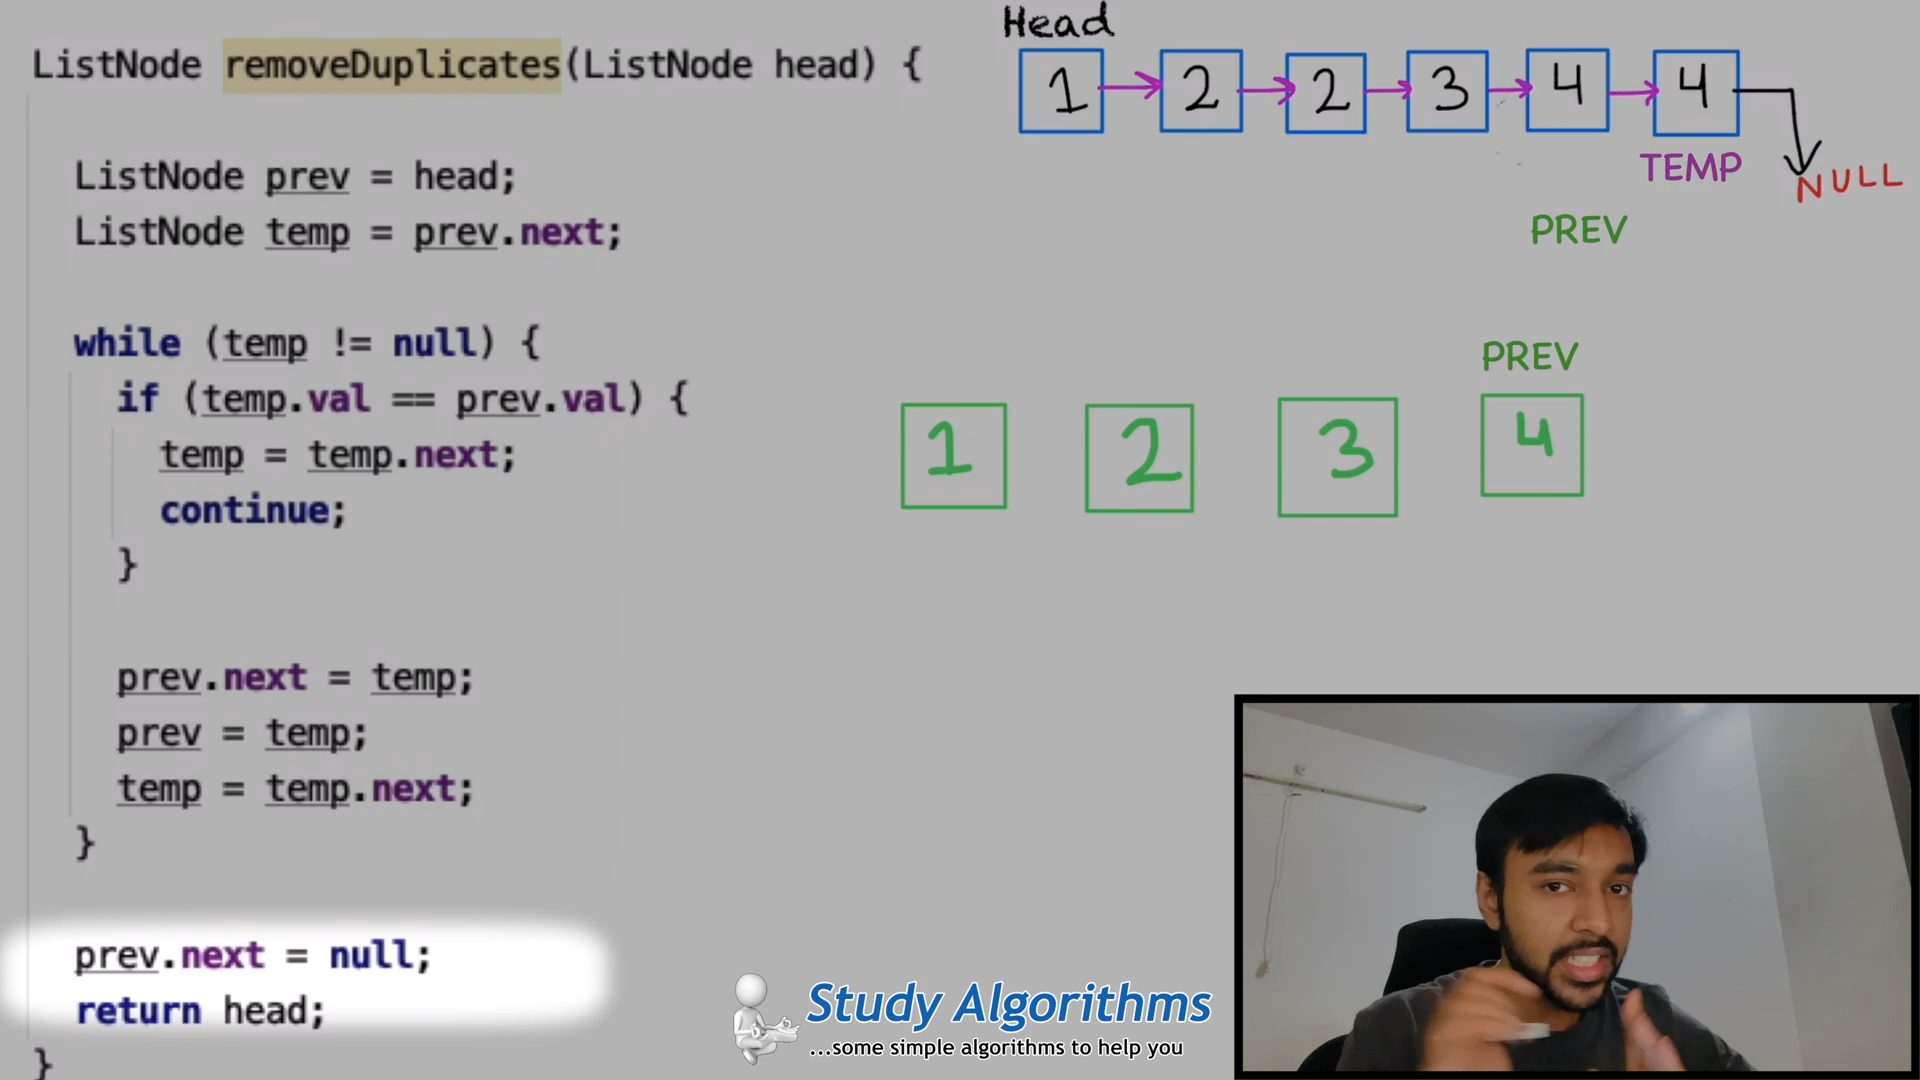 ListNode removeDuplicates(ListNode head) {
ListNode prev = head;
ListNode temp = prev.next;
while (temp != null) {
if (temp.val == prev.val) {
temp = temp.next;
continue;
}
prev.next = temp;
prev = temp;
temp = temp.next;
}
prev.next = null;
return head;
}
Head
1 2 2 3 4 4
TEMP
NULL
PREV
PREV
1 2 3 4
Study Algorithms
...some simple algorithms to help you